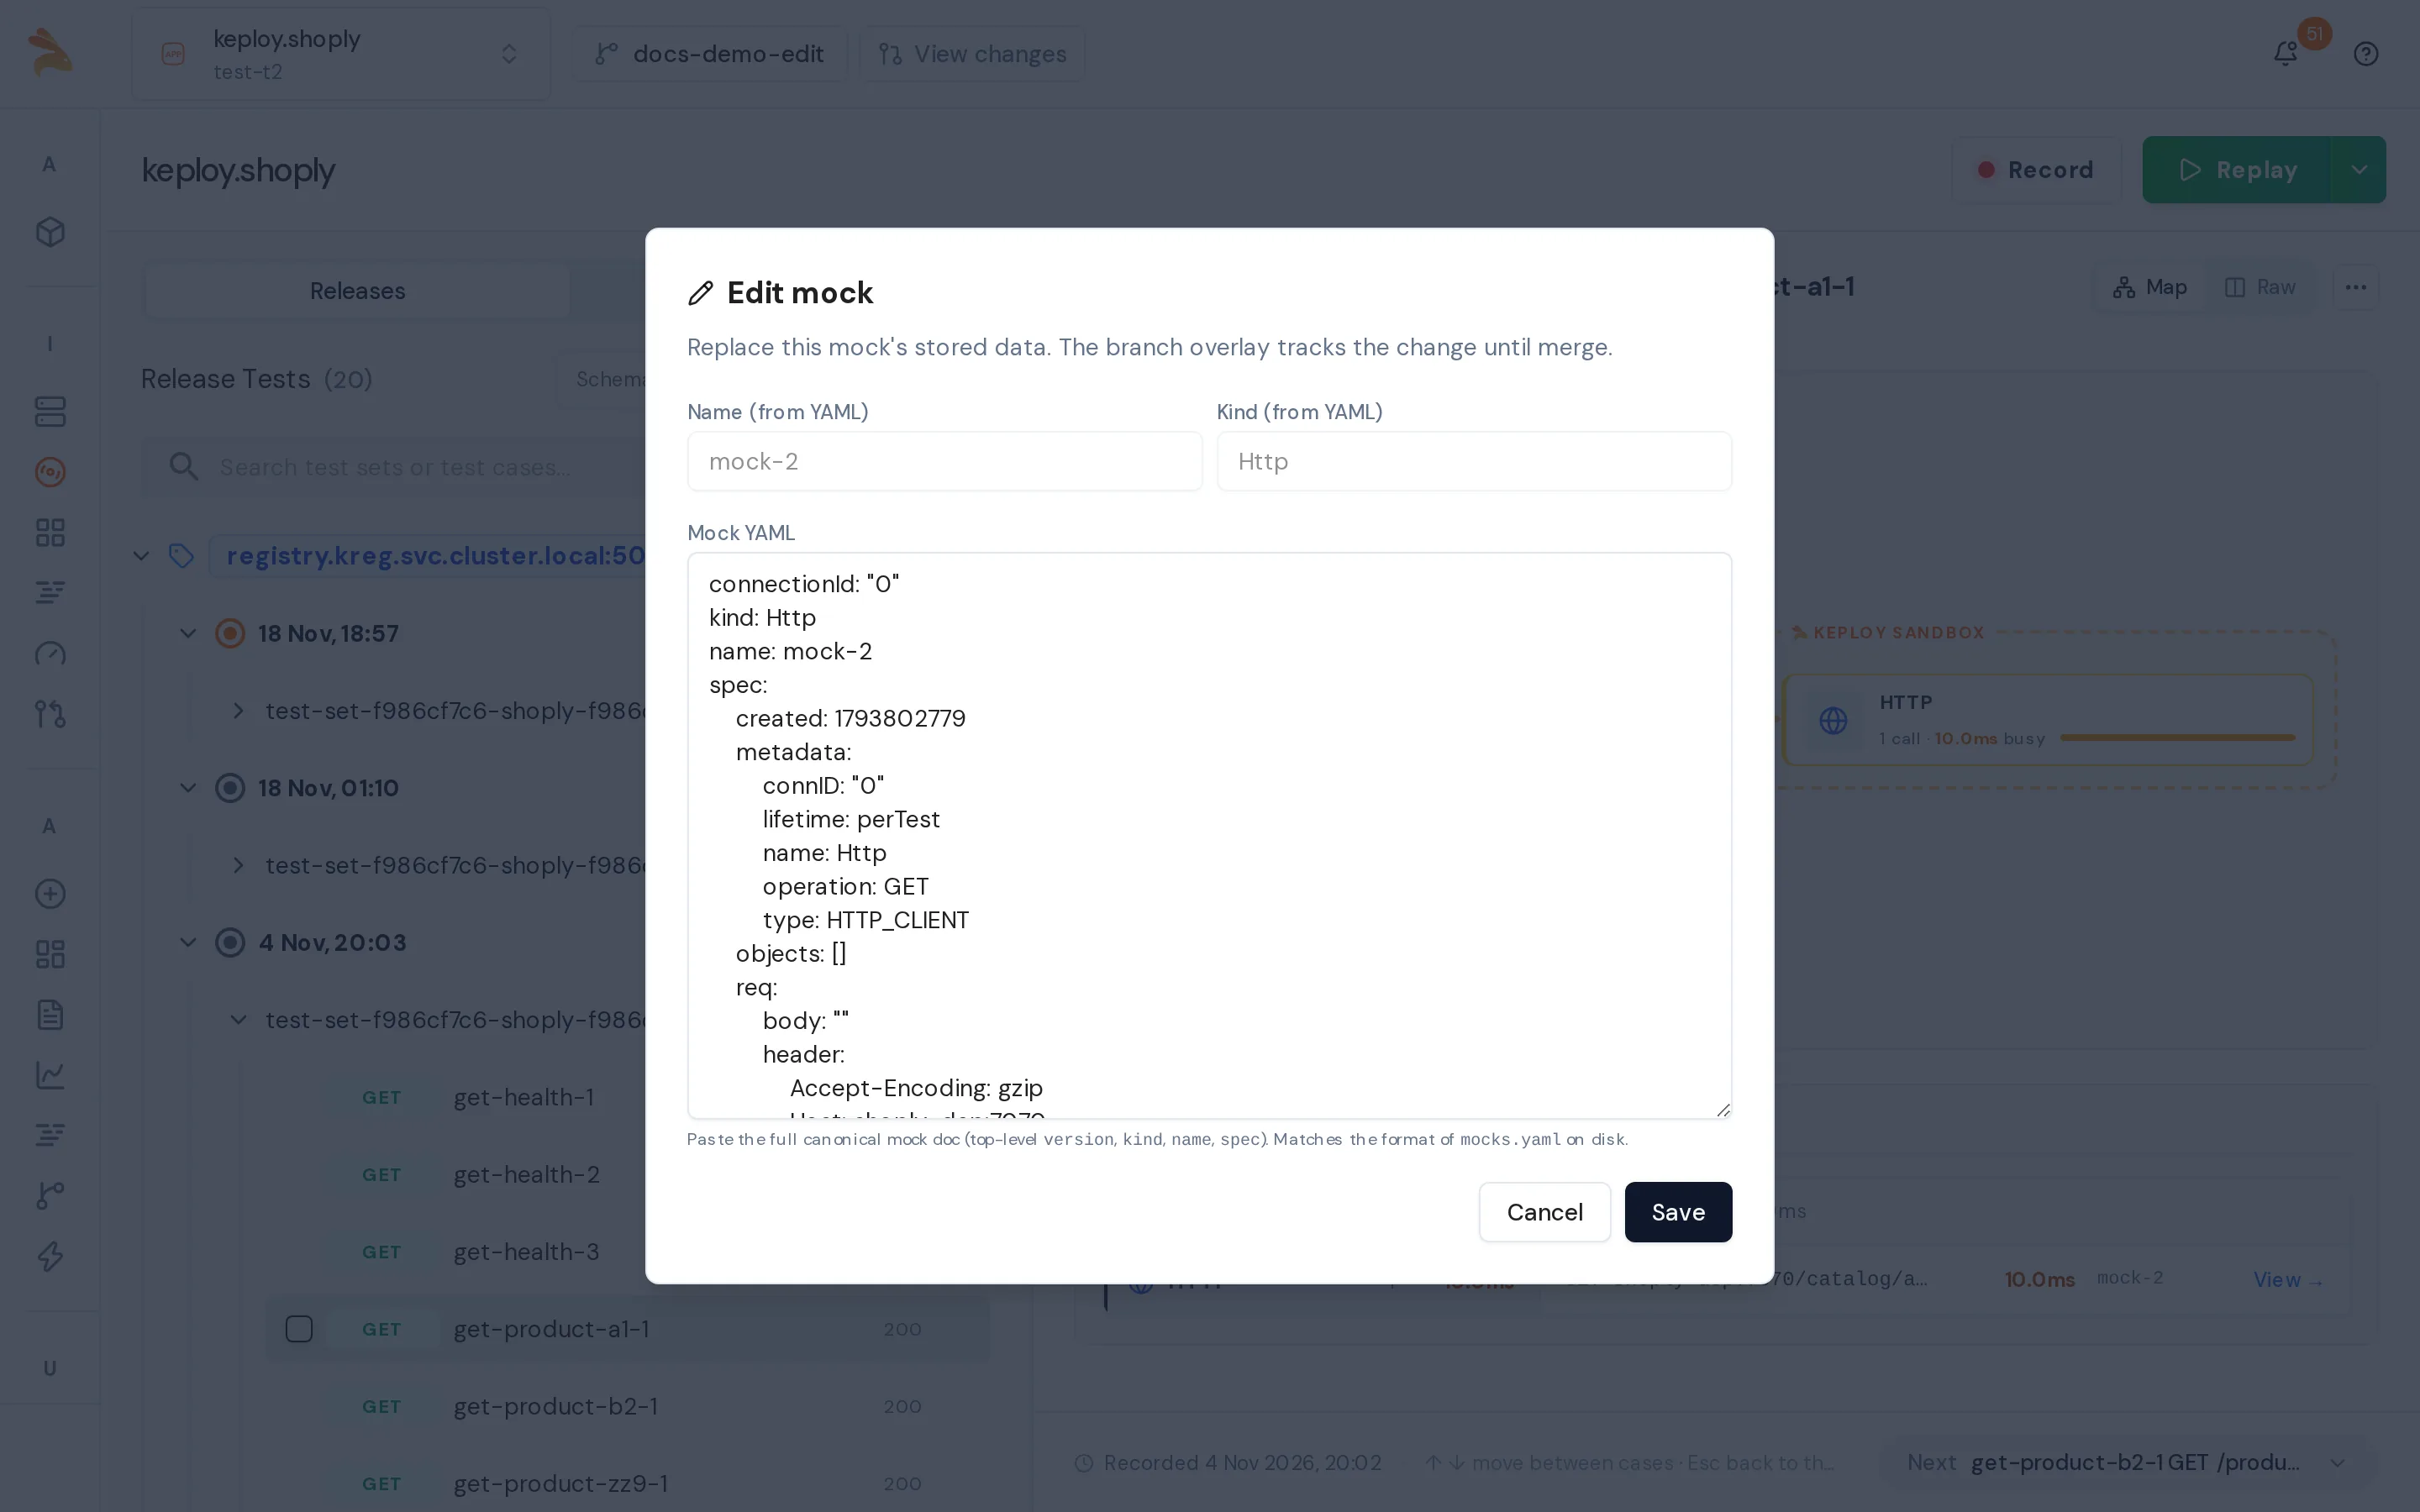 keploy.shoply
test-t2
docs-demo-edit
View changes
51
A
keploy.shoply
Record
Replay
Releases
ct-a1-1
Map
Raw
I
Release Tests (20)
Schema
Search test sets or test cases...
registry.kreg.svc.cluster.local:50
18 Nov, 18:57
test-set-f986cf7c6-shoply-f986
18 Nov, 01:10
A
test-set-f986cf7c6-shoply-f986
4 Nov, 20:03
test-set-f986cf7c6-shoply-f986
GET get-health-1
GET get-health-2
GET get-health-3
GET get-product-a1-1 200
U
GET get-product-b2-1 200
GET get-product-zz9-1 200
Edit mock
Replace this mock's stored data. The branch overlay tracks the change until merge.
Name (from YAML)
Kind (from YAML)
mock-2
Http
Mock YAML
connectionId: "0"
kind: Http
name: mock-2
spec:
created: 1793802779
metadata:
connID: "0"
lifetime: perTest
name: Http
operation: GET
type: HTTP_CLIENT
objects: []
req:
body: ""
header:
Accept-Encoding: gzip
Paste the full canonical mock doc (top-level version, kind, name, spec). Matches the format of mocks.yaml on disk.
Cancel
Save
KEPLOY SANDBOX
HTTP
1 call · 10.0ms busy
ms
70/catalog/a… 10.0ms mock-2 View →
Recorded 4 Nov 2026, 20:02
↑ ↓ move between cases · Esc back to th…
Next get-product-b2-1 GET /produ…